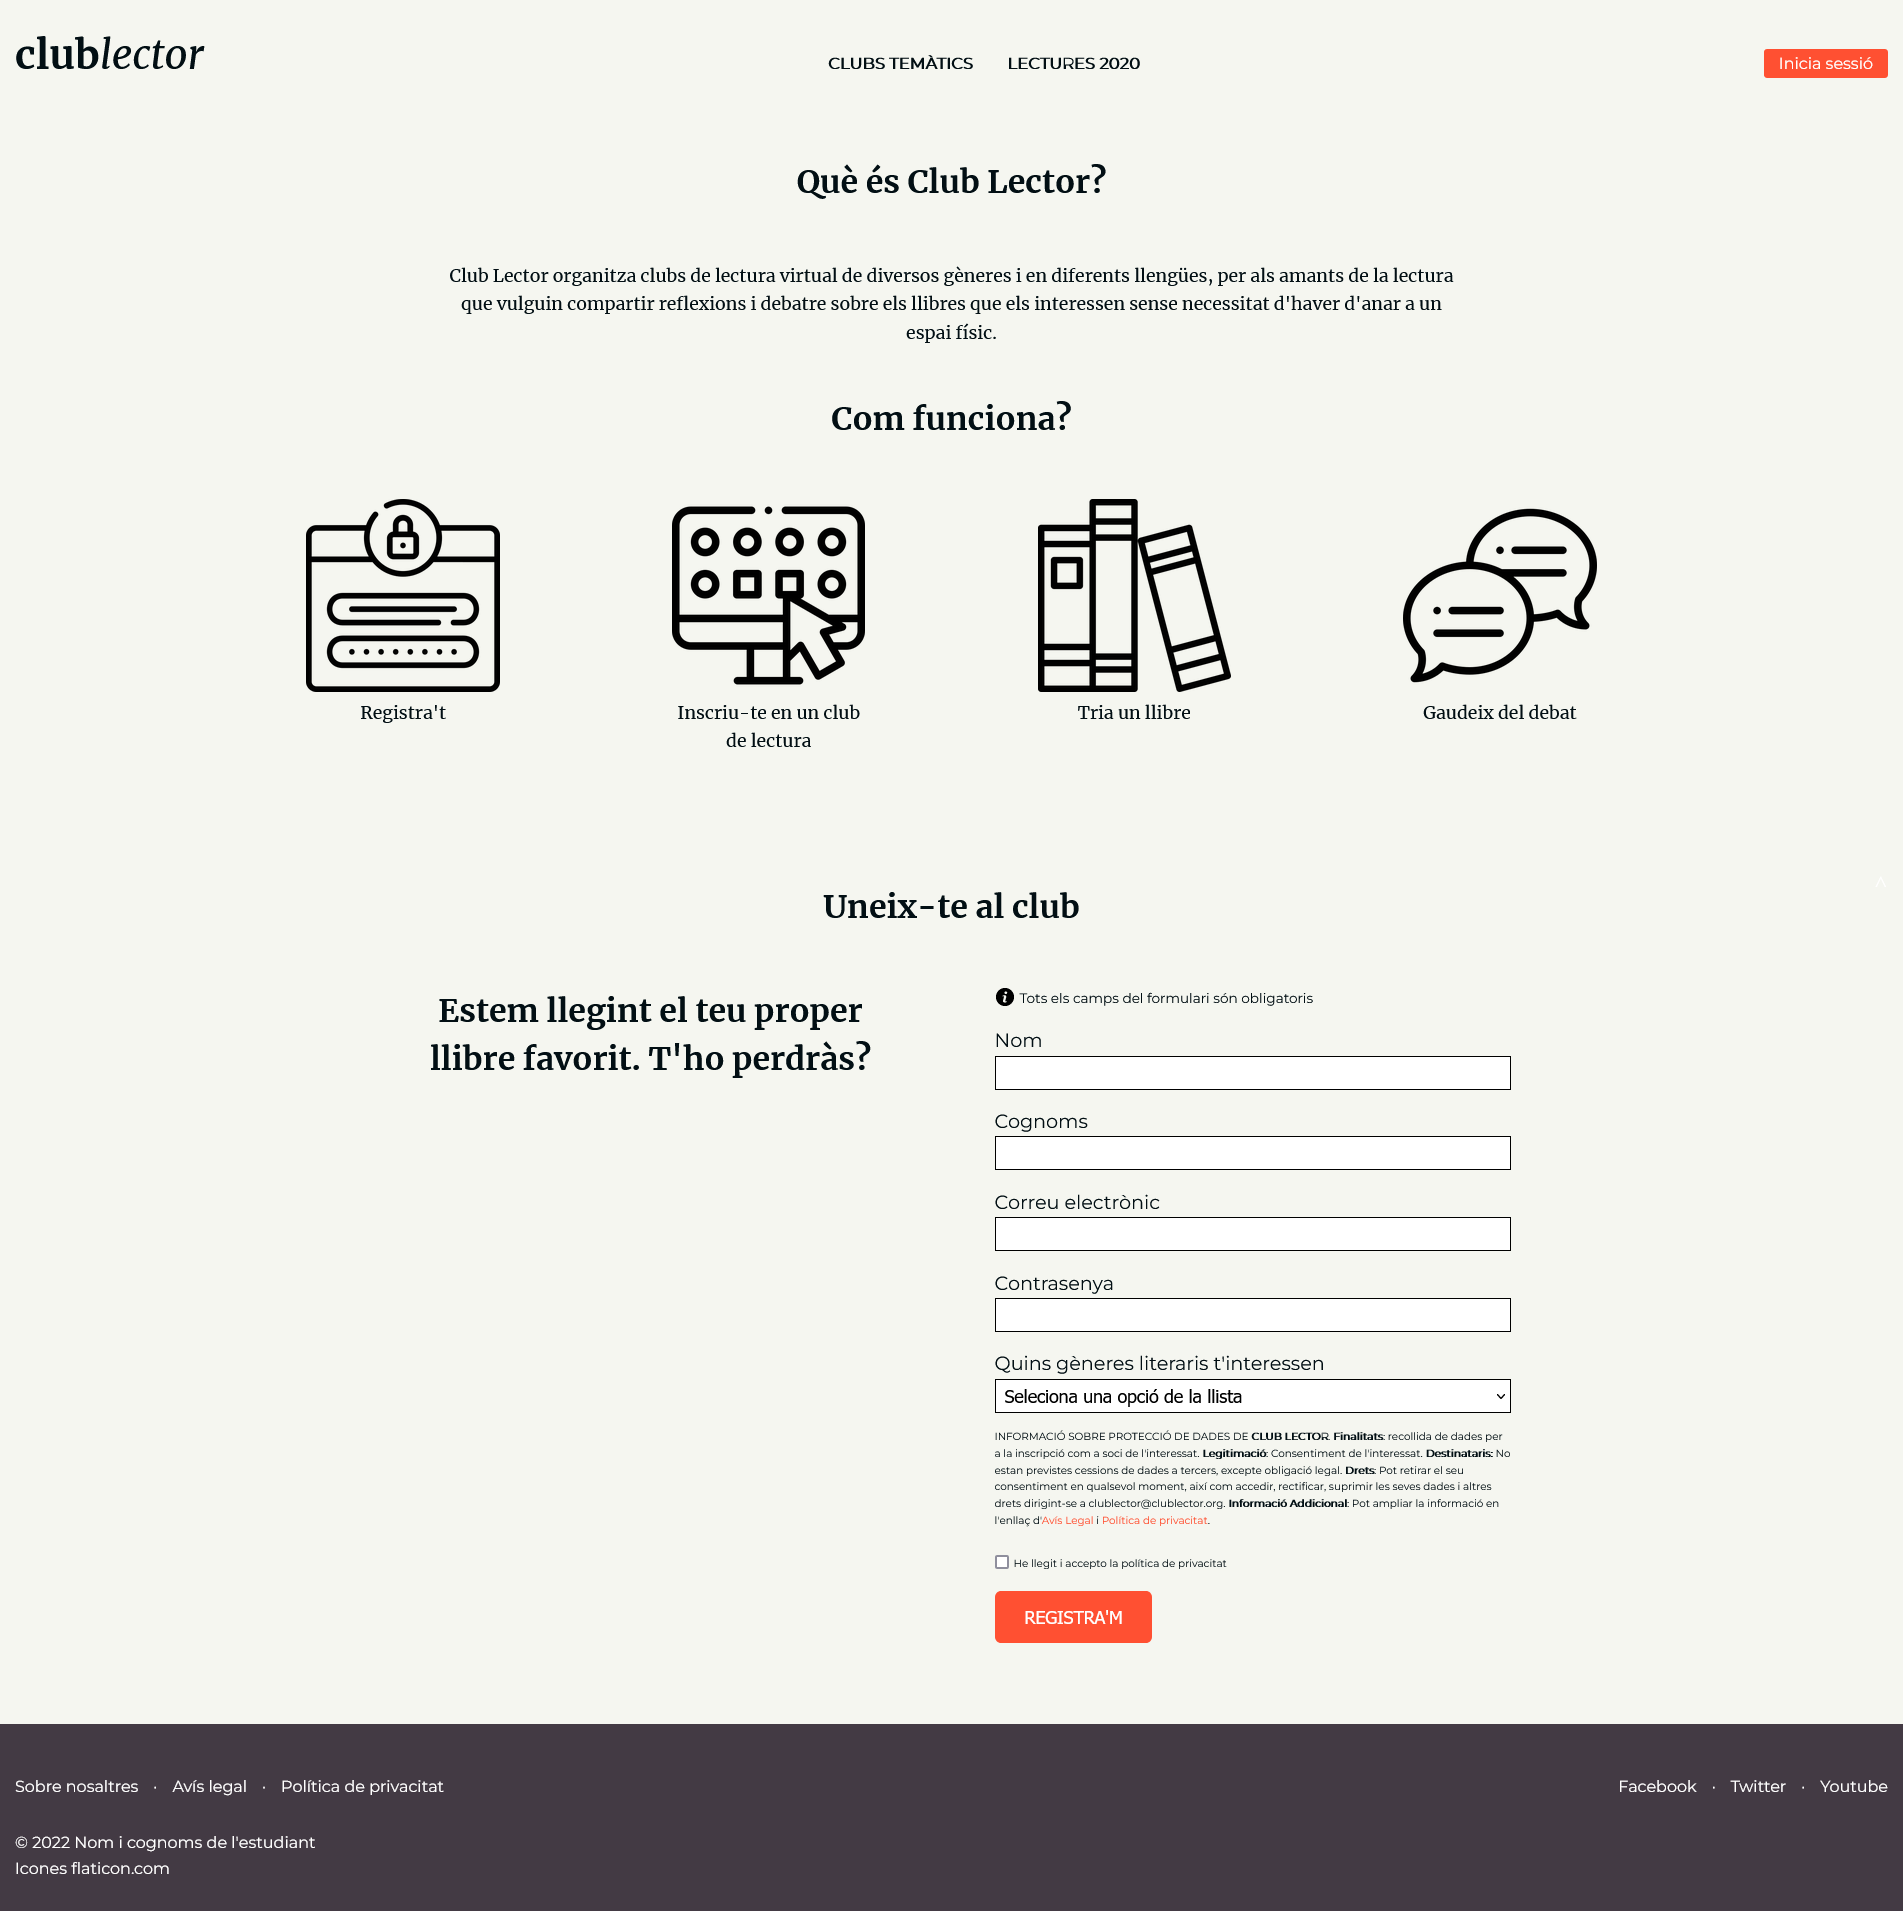 clublector
CLUBS TEMÀTICS
LECTURES 2020
Inicia sessió
Què és Club Lector?
Club Lector organitza clubs de lectura virtual de diversos gèneres i en diferents llengües, per als amants de la lectura
que vulguin compartir reflexions i debatre sobre els llibres que els interessen sense necessitat d'haver d'anar a un
espai físic.
Com funciona?
Registra't
Inscriu-te en un club
de lectura
Tria un llibre
Gaudeix del debat
Uneix-te al club
Estem llegint el teu proper
llibre favorit. T'ho perdràs?
Tots els camps del formulari són obligatoris
Nom
Cognoms
Correu electrònic
Contrasenya
Quins gèneres literaris t'interessen
Seleciona una opció de la llista
INFORMACIÓ SOBRE PROTECCIÓ DE DADES DE CLUB LECTOR. Finalitats: recollida de dades per
a la inscripció com a soci de l'interessat. Legitimació: Consentiment de l'interessat. Destinataris: No
estan previstes cessions de dades a tercers, excepte obligació legal. Drets: Pot retirar el seu
consentiment en qualsevol moment, així com accedir, rectificar, suprimir les seves dades i altres
drets dirigint-se a clublector@clublector.org. Informació Addicional: Pot ampliar la informació en
l'enllaç d'Avís Legal i Política de privacitat.
He llegit i accepto la política de privacitat
REGISTRA'M
Sobre nosaltres · Avís legal · Política de privacitat
Facebook · Twitter · Youtube
© 2022 Nom i cognoms de l'estudiant
Icones flaticon.com